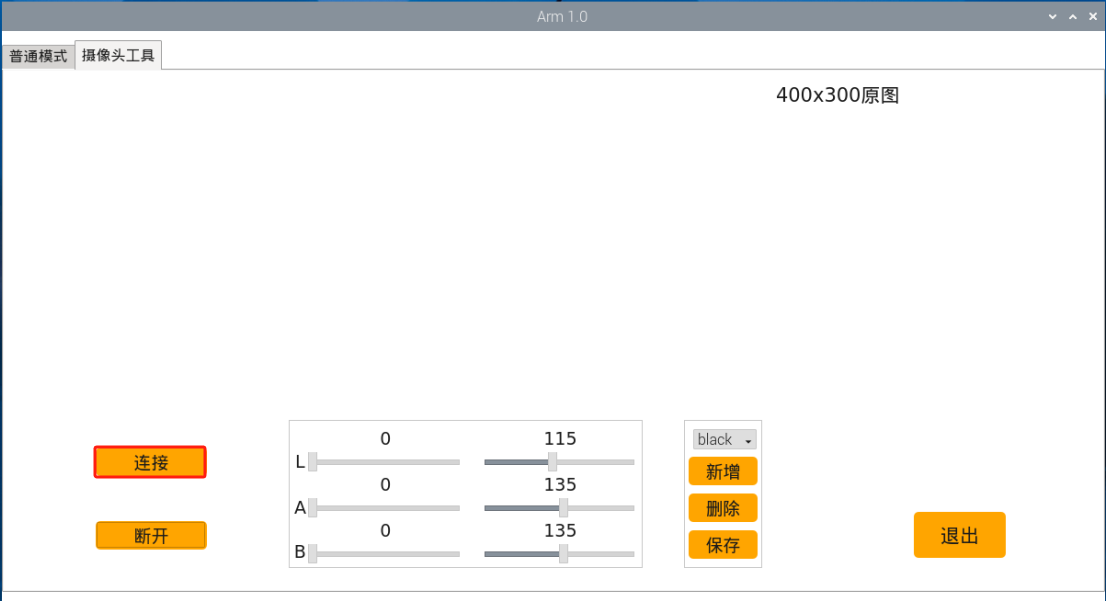 Arm 1.0
普通模式 摄像头工具
400x300原图
0 115
L
0 135
A
0 135
B
black
新增
删除
保存
连接
断开
退出